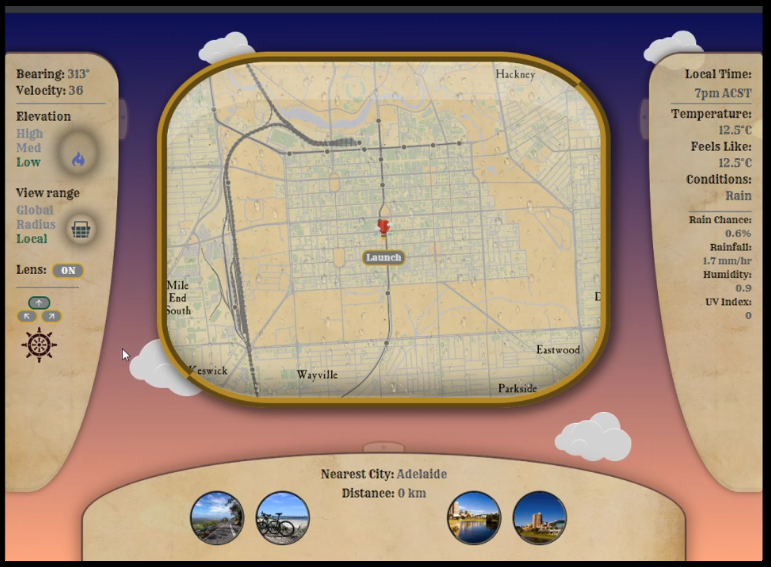 Bearing: 313°
Velocity: 36
Elevation
High
Med
Low
View range
Global
Radius
Local
Lens: ON
Hackney
Launch
Mile
End
South
Keswick
Wayville
Eastwood
Parkside
Local Time:
7pm ACST
Temperature:
12.5°C
Feels Like:
12.5°C
Conditions:
Rain
Rain Chance:
0.6%
Rainfall:
1.7 mm/hr
Humidity:
0.9
UV Index:
0
Nearest City: Adelaide
Distance: 0 km